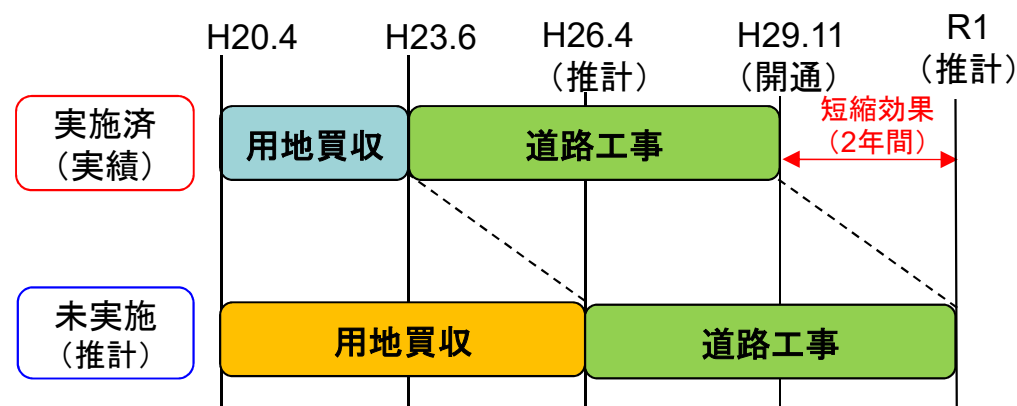 H20.4
H23.6
H26.4
（推計）
H29.11
（開通）
R1
（推計）
実施済
（実績）
用地買収
道路工事
短縮効果
（2年間）
未実施
（推計）
用地買収
道路工事